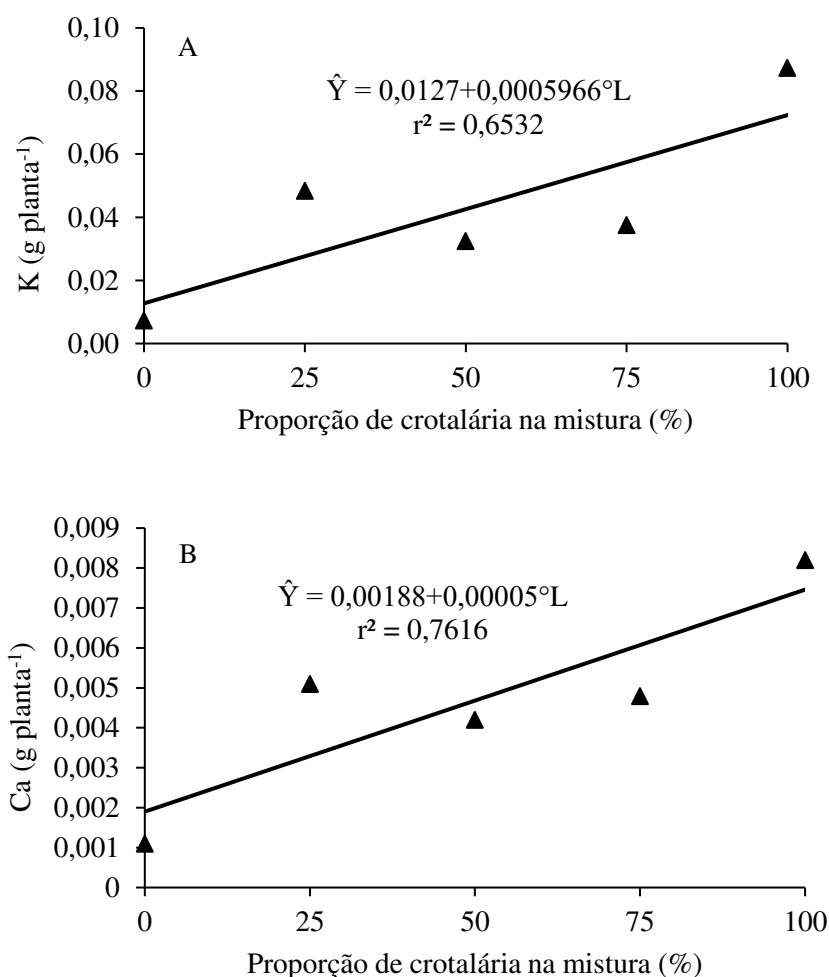 A
Ŷ = 0,0127+0,0005966°L
r² = 0,6532
K (g planta⁻¹)
0,10
0,08
0,06
0,04
0,02
0,00
0 25 50 75 100
Proporção de crotalária na mistura (%)
B
Ŷ = 0,00188+0,00005°L
r² = 0,7616
Ca (g planta⁻¹)
0,009
0,008
0,007
0,006
0,005
0,004
0,003
0,002
0,001
0
0 25 50 75 100
Proporção de crotalária na mistura (%)